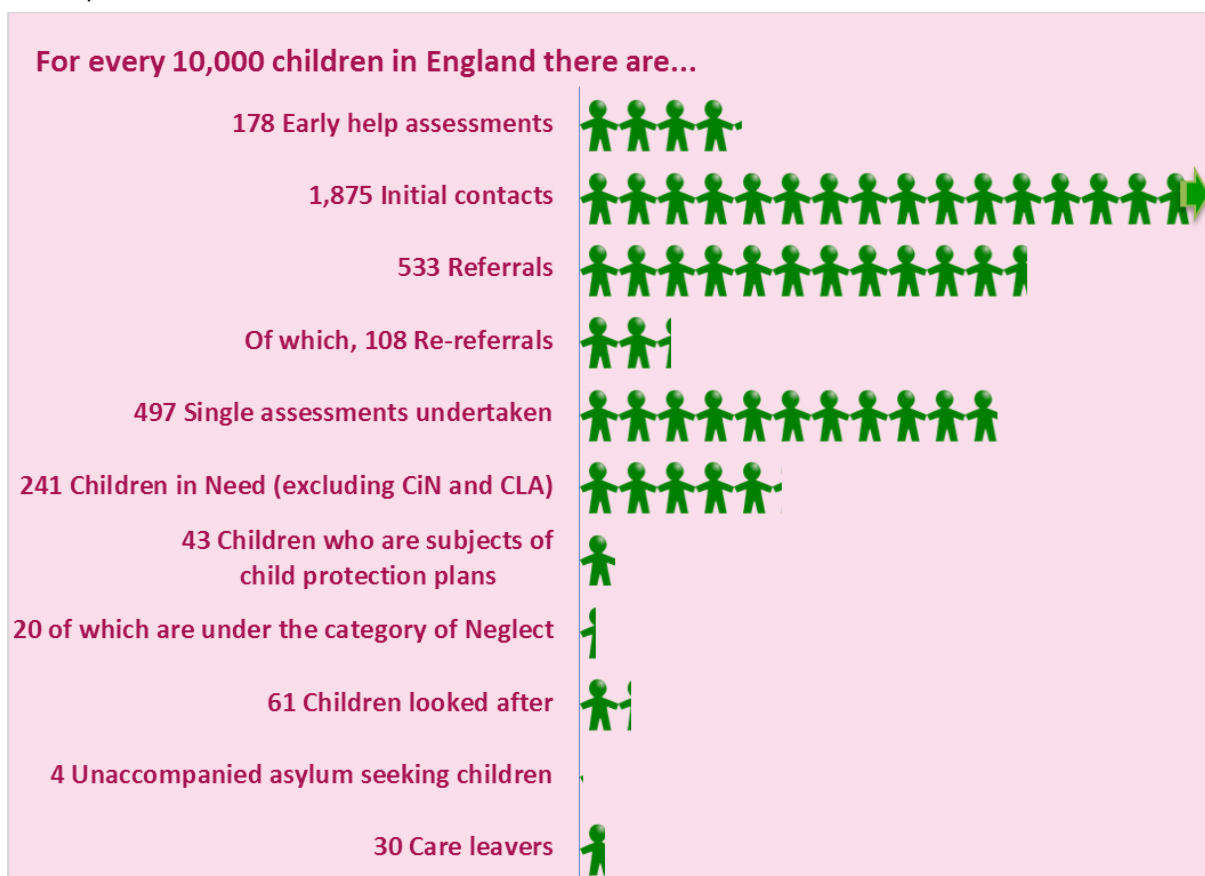 For every 10,000 children in England there are...
178 Early help assessments
1,875 Initial contacts
533 Referrals
Of which, 108 Re-referrals
497 Single assessments undertaken
241 Children in Need (excluding CiN and CLA)
43 Children who are subjects of
child protection plans
20 of which are under the category of Neglect
61 Children looked after
4 Unaccompanied asylum seeking children
30 Care leavers